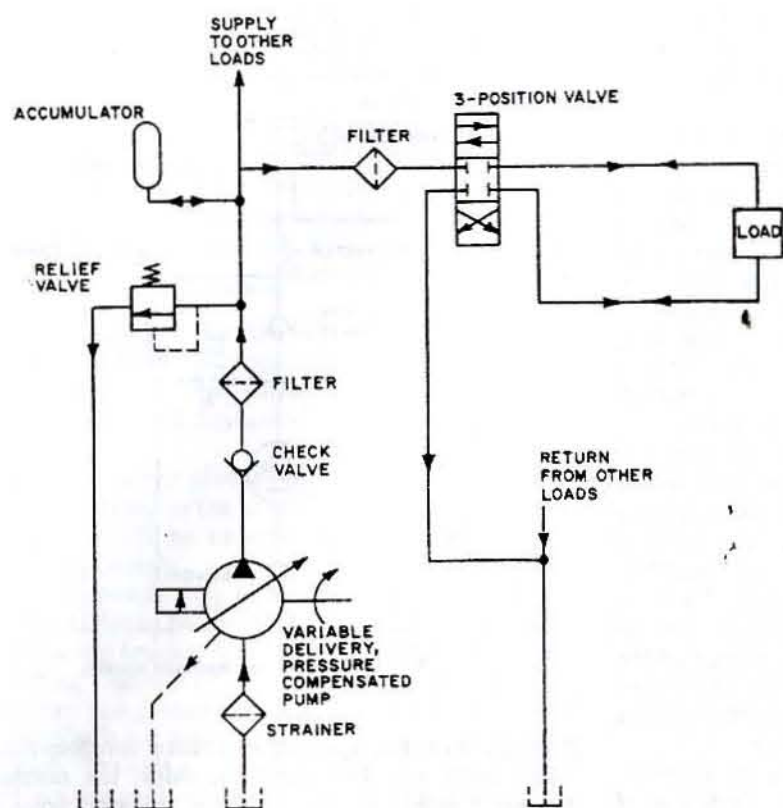 SUPPLY
TO OTHER
LOADS
ACCUMULATOR
3-POSITION VALVE
FILTER
LOAD
RELIEF
VALVE
FILTER
CHECK
VALVE
RETURN
FROM OTHER
LOADS
VARIABLE
DELIVERY,
PRESSURE
COMPENSATED
PUMP
STRAINER